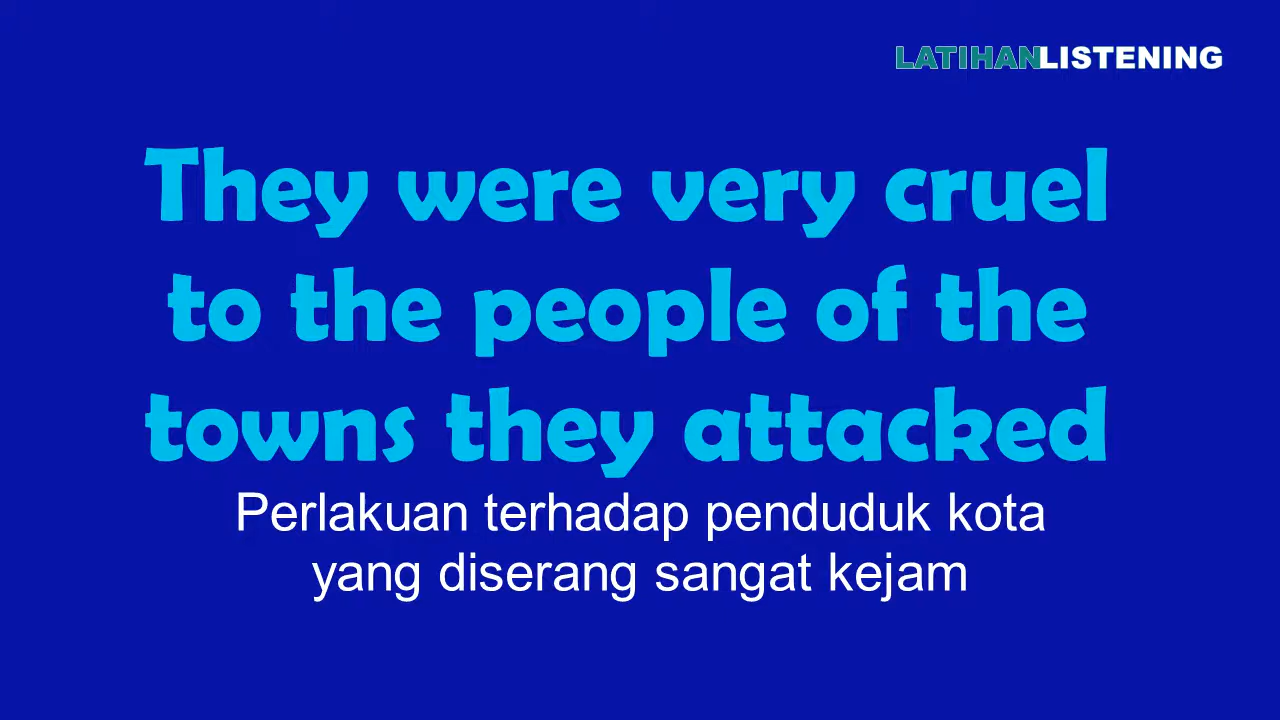 LATIHANLISTENING
They were very cruel
to the people of the
towns they attacked
Perlakuan terhadap penduduk kota
yang diserang sangat kejam